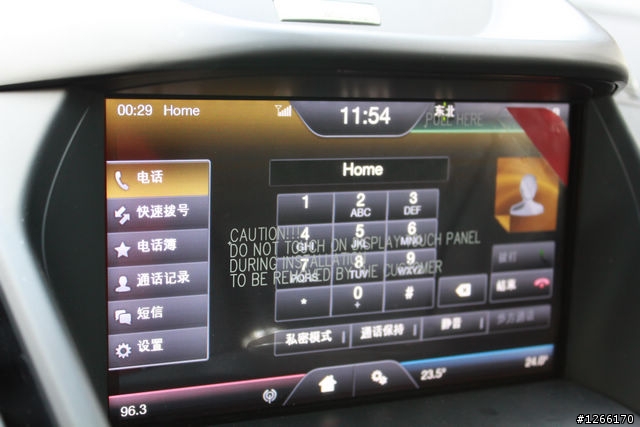 00:29 Home
11:54
东北
PULL HERE
电话
快速拨号
电话簿
通话记录
短信
设置
Home
1
2 ABC
3 DEF
4 GHI
5 JKL
6 MNO
7 PQRS
8 TUV
9 WXYZ
*
0 +
#
CAUTION!!!
DO NOT TOUCH ON DISPLAY/TOUCH PANEL
DURING INSTALLATION
TO BE REMOVED BY THE CUSTOMER
拨打
结束
私密模式
通话保持
静音
多方通话
96.3
23.5°
24.0°
#1266170